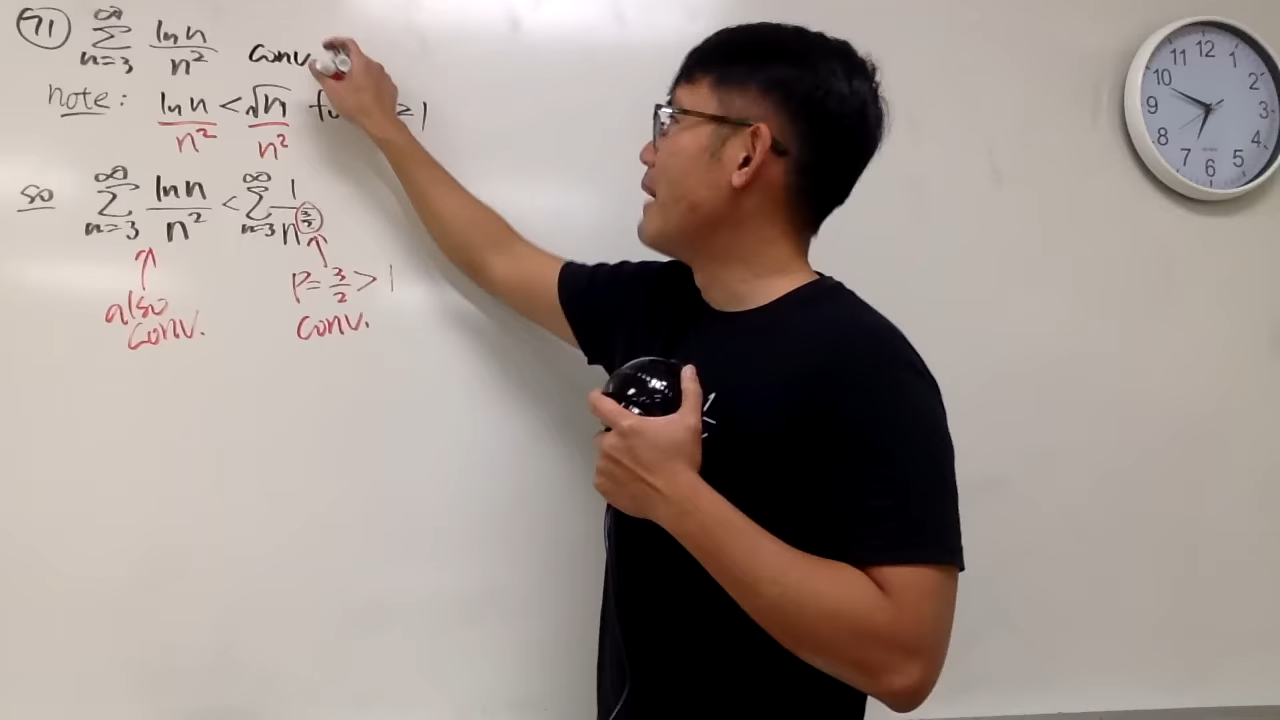 71 ∞ Σ n=3 ln n / n² conv
note: ln n / n² < √n / n² ≥ 1
so ∞ Σ n=3 ln n / n² < ∞ Σ n=3 1 / n^(3/2)
also conv.
p = 3/2 > 1
conv.
12
1
2
3
4
5
6
7
8
9
10
11